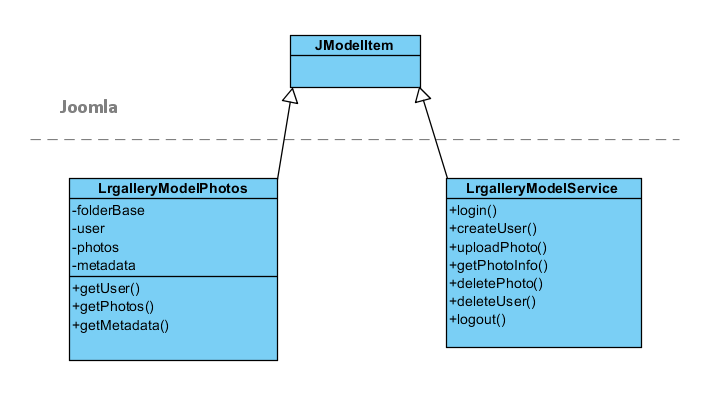 JModelItem
Joomla
LrgalleryModelPhotos
-folderBase
-user
-photos
-metadata
+getUser()
+getPhotos()
+getMetadata()
LrgalleryModelService
+login()
+createUser()
+uploadPhoto()
+getPhotoInfo()
+deletePhoto()
+deleteUser()
+logout()